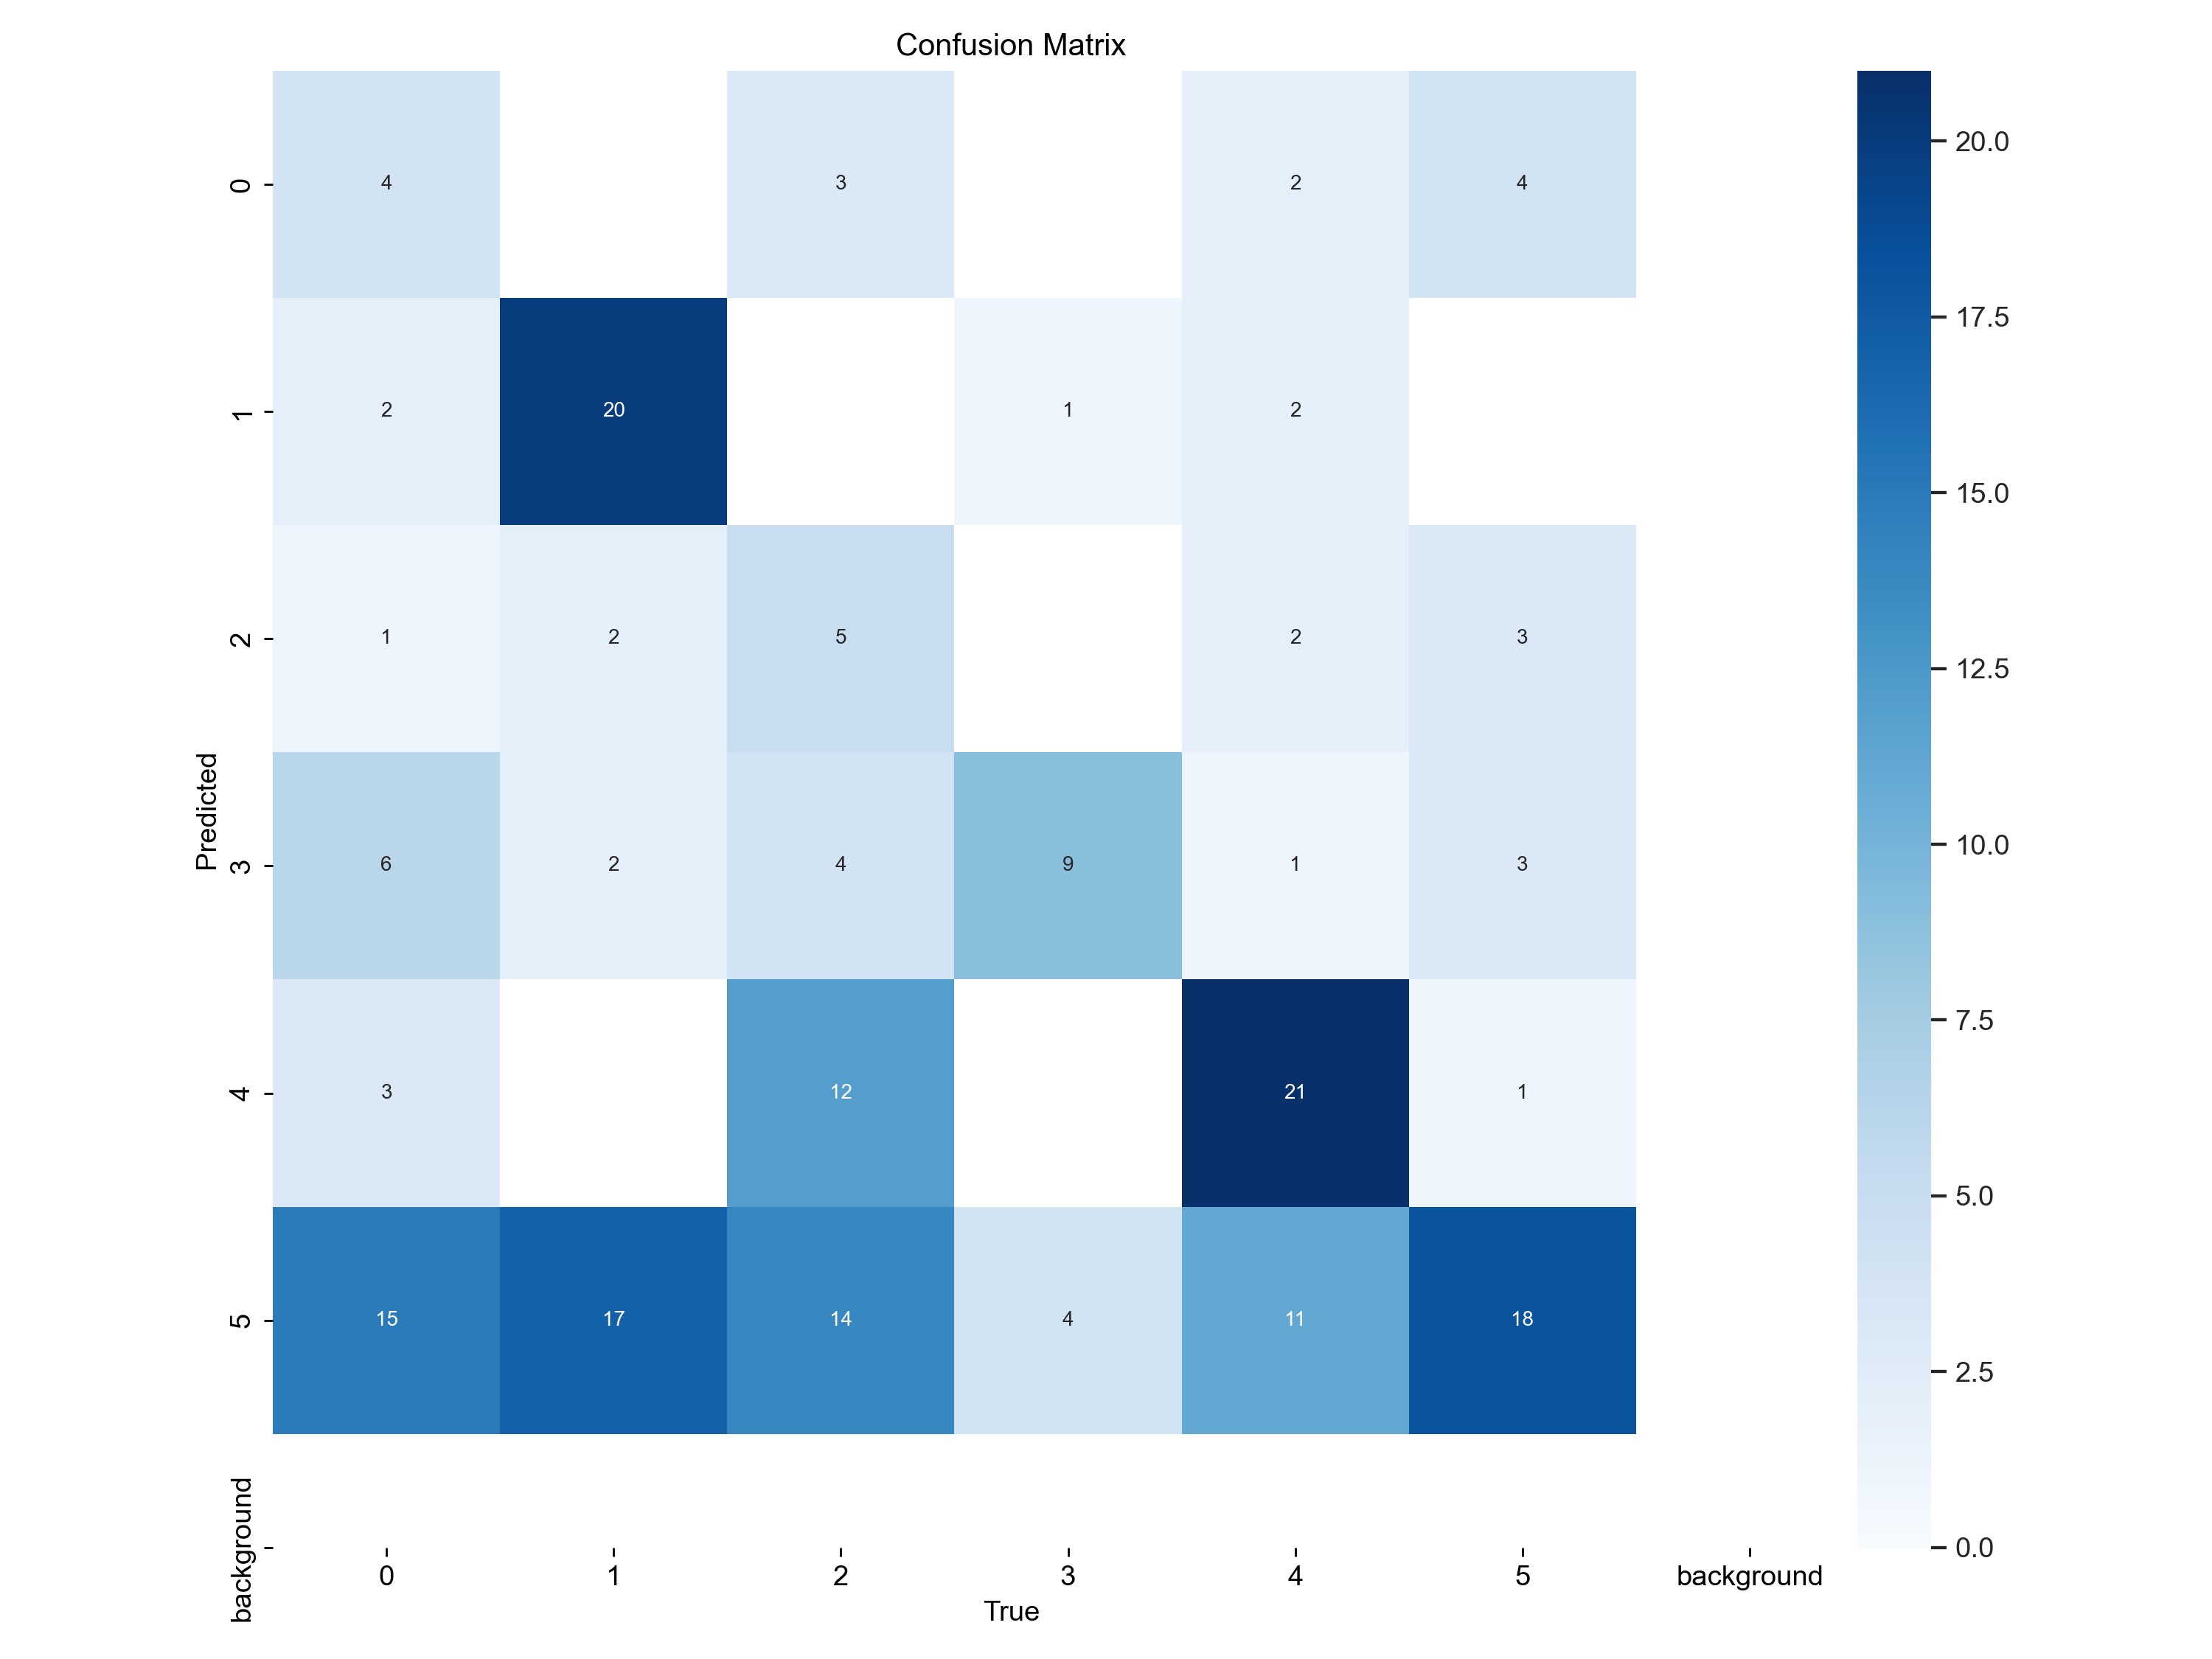 Confusion Matrix
0 4 3 2 4
1 2 20 1 2
2 1 2 5 2 3
3 6 2 4 9 1 3
4 3 12 21 1
5 15 17 14 4 11 18
background
Predicted
0 1 2 3 4 5 background
True
20.0
17.5
15.0
12.5
10.0
7.5
5.0
2.5
0.0